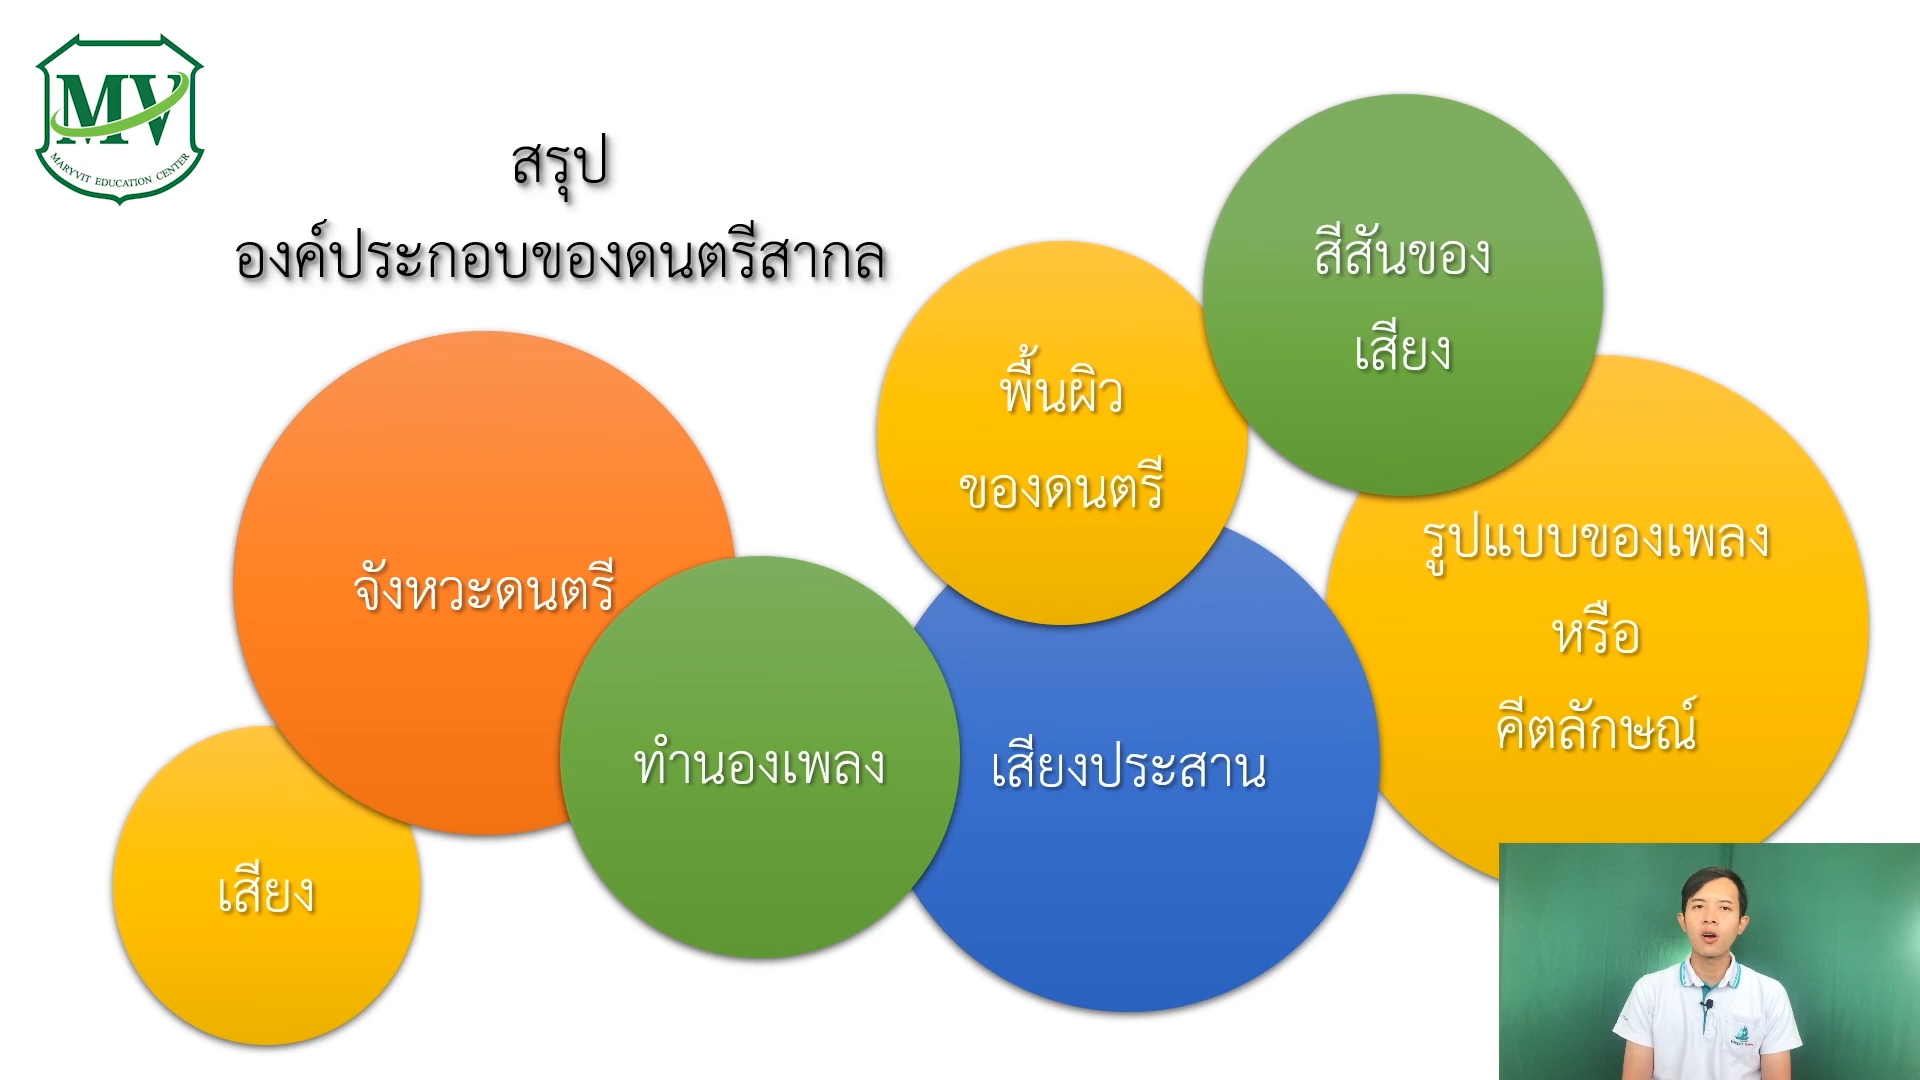 MV
MARYVIT EDUCATION CENTER
สรุป
องค์ประกอบของดนตรีสากล
เสียง
จังหวะดนตรี
ทำนองเพลง
เสียงประสาน
พื้นผิว
ของดนตรี
สีสันของ
เสียง
รูปแบบของเพลง
หรือ
คีตลักษณ์